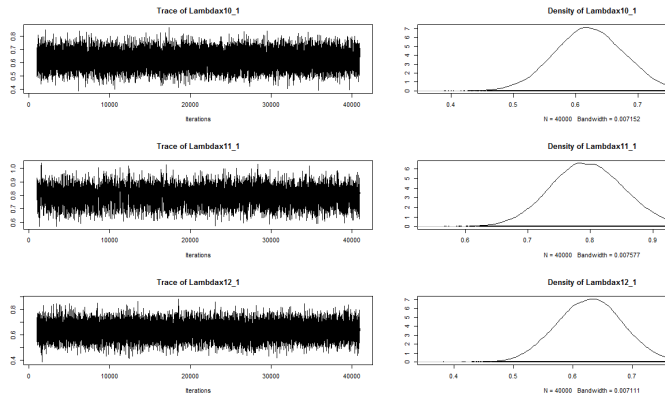 Trace of Lambdax10_1
0.4 0.5 0.6 0.7 0.8
0 10000 20000 30000 40000
Iterations
Density of Lambdax10_1
0 1 2 3 4 5 6 7
0.4 0.5 0.6 0.7
N = 40000 Bandwidth = 0.007152
Trace of Lambdax11_1
0.6 0.7 0.8 0.9 1.0
0 10000 20000 30000 40000
Iterations
Density of Lambdax11_1
0 1 2 3 4 5 6
0.6 0.7 0.8 0.9
N = 40000 Bandwidth = 0.007577
Trace of Lambdax12_1
0.4 0.6 0.8
0 10000 20000 30000 40000
Iterations
Density of Lambdax12_1
0 1 2 3 4 5 6 7
0.4 0.5 0.6 0.7
N = 40000 Bandwidth = 0.007111